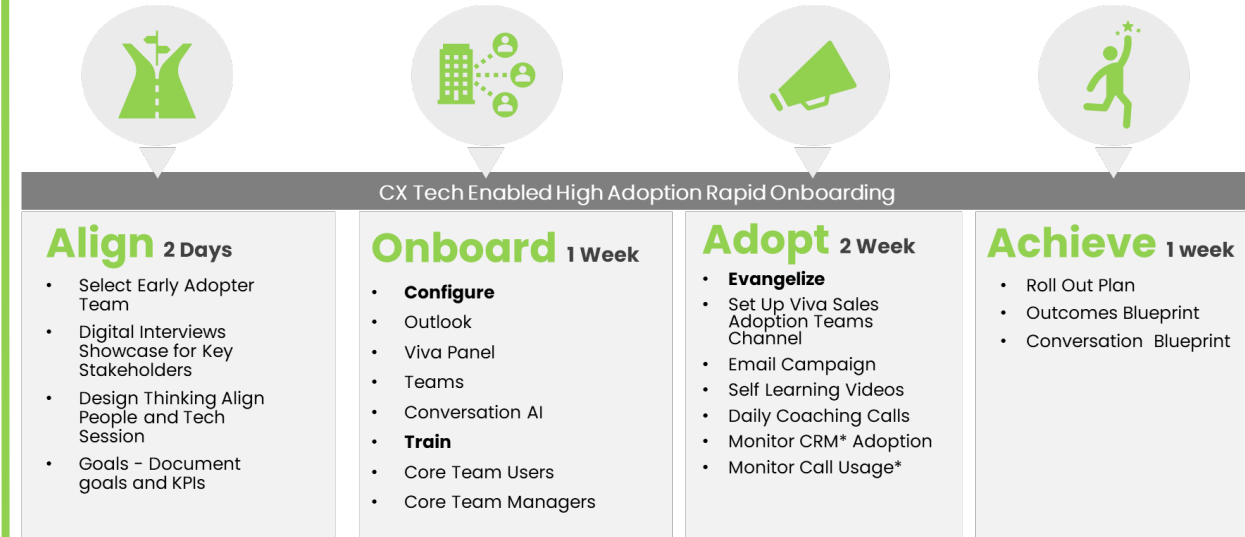 CX Tech Enabled High Adoption Rapid Onboarding
Align 2 Days
• Select Early Adopter
Team
• Digital Interviews
Showcase for Key
Stakeholders
• Design Thinking Align
People and Tech
Session
• Goals - Document
goals and KPIs
Onboard 1 Week
• Configure
• Outlook
• Viva Panel
• Teams
• Conversation AI
• Train
• Core Team Users
• Core Team Managers
Adopt 2 Week
• Evangelize
• Set Up Viva Sales
Adoption Teams
Channel
• Email Campaign
• Self Learning Videos
• Daily Coaching Calls
• Monitor CRM* Adoption
• Monitor Call Usage*
Achieve 1 week
• Roll Out Plan
• Outcomes Blueprint
• Conversation Blueprint